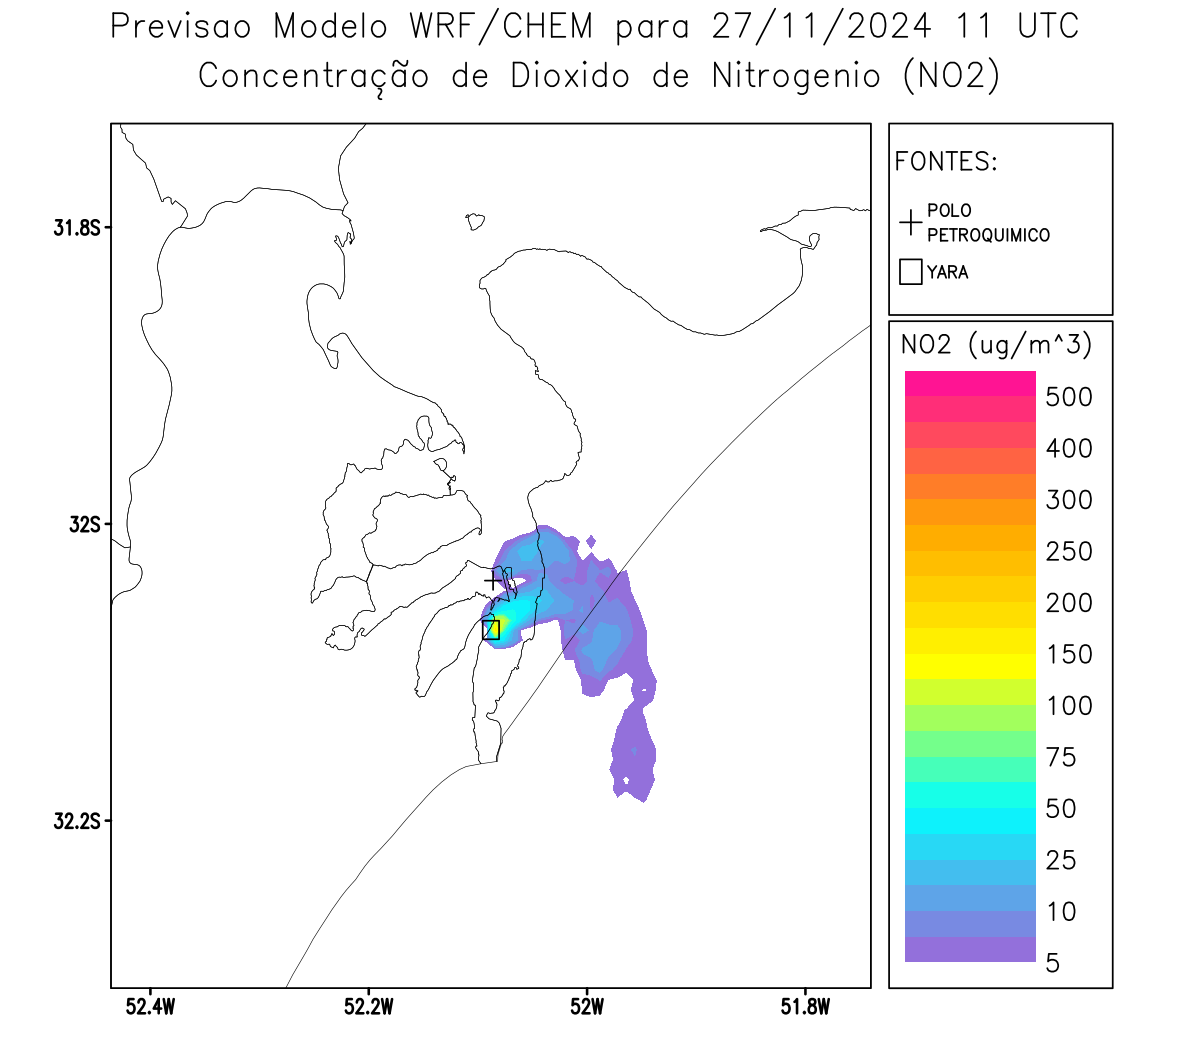 Previsao Modelo WRF/CHEM para 27/11/2024 11 UTC
Concentração de Dioxido de Nitrogenio (NO2)
FONTES:
POLO
PETROQUIMICO
YARA
31.8S
32S
32.2S
52.4W
52.2W
52W
51.8W
NO2 (ug/m^3)
500
400
300
250
200
150
100
75
50
25
10
5